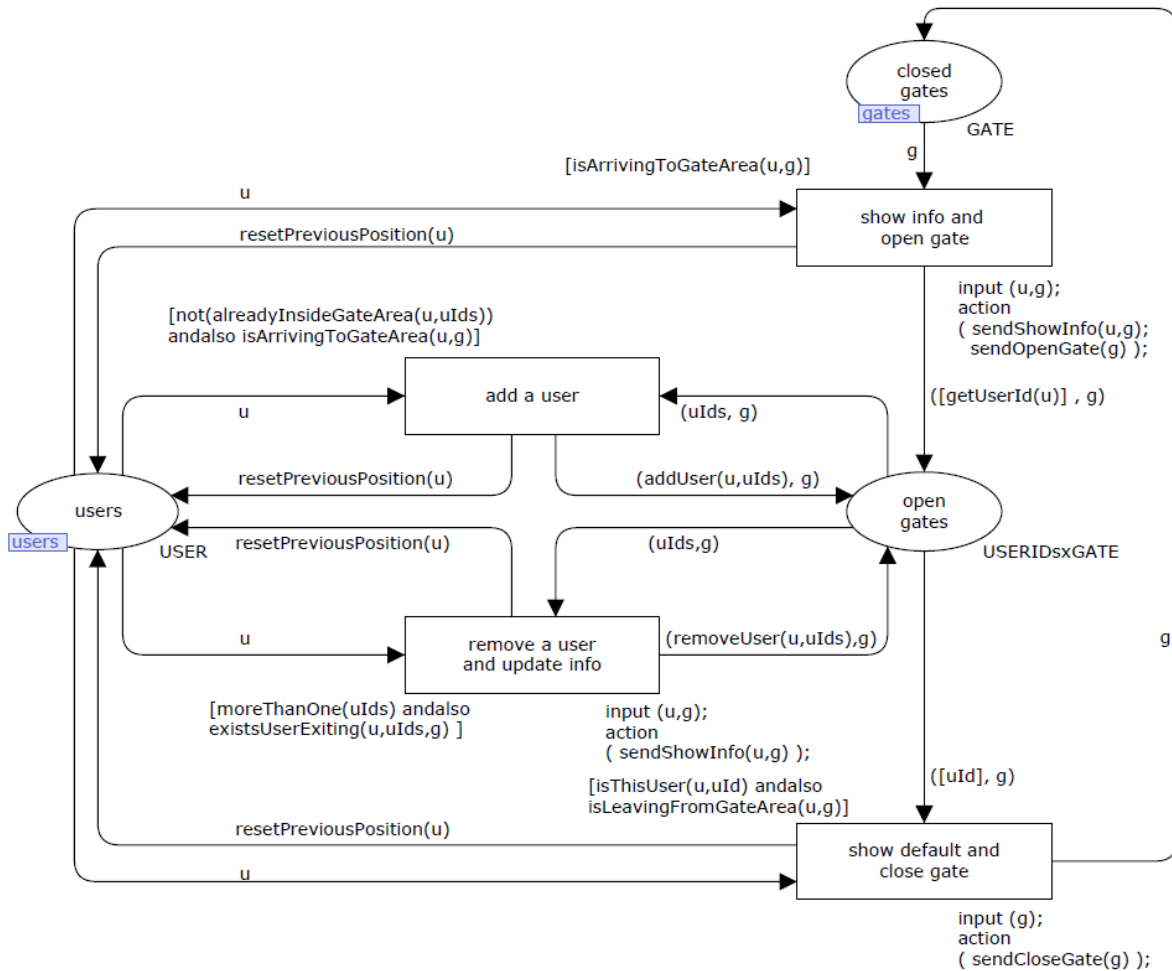 closed
gates
gates
GATE
g
[isArrivingToGateArea(u,g)]
u
show info and
open gate
resetPreviousPosition(u)
input (u,g);
action
( sendShowInfo(u,g);
sendOpenGate(g) );
[not(alreadyInsideGateArea(u,uIds))
andalso isArrivingToGateArea(u,g)]
add a user
([getUserId(u)] , g)
u
(uIds, g)
resetPreviousPosition(u)
(addUser(u,uIds), g)
users
users
USER
open
gates
USERIDsxGATE
resetPreviousPosition(u)
(uIds,g)
u
remove a user
and update info
(removeUser(u,uIds),g)
g
[moreThanOne(uIds) andalso
existsUserExiting(u,uIds,g) ]
input (u,g);
action
( sendShowInfo(u,g) );
[isThisUser(u,uId) andalso
isLeavingFromGateArea(u,g)]
([uId], g)
resetPreviousPosition(u)
show default and
close gate
u
input (g);
action
( sendCloseGate(g) );